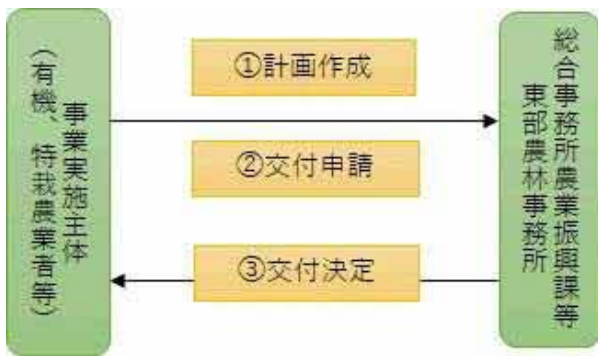 事業実施主体
（有機、特栽農業者等）
①計画作成
②交付申請
③交付決定
総合事務所農業振興課等
東部農林事務所